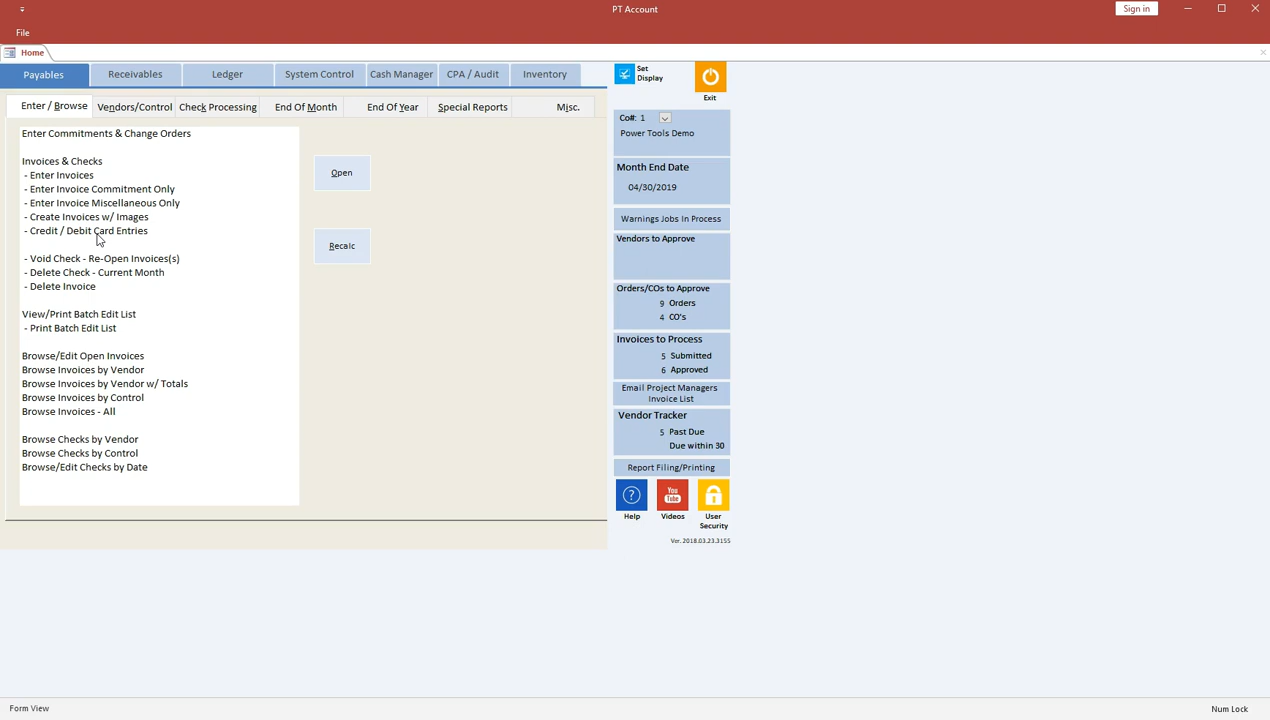 PT Account
Sign in
File
Home
Payables
Receivables
Ledger
System Control
Cash Manager
CPA / Audit
Inventory
Set
Display
Exit
Enter / Browse
Vendors/Control
Check Processing
End Of Month
End Of Year
Special Reports
Misc.
Enter Commitments & Change Orders
Invoices & Checks
- Enter Invoices
- Enter Invoice Commitment Only
- Enter Invoice Miscellaneous Only
- Create Invoices w/ Images
- Credit / Debit Card Entries
- Void Check - Re-Open Invoices(s)
- Delete Check - Current Month
- Delete Invoice
View/Print Batch Edit List
- Print Batch Edit List
Browse/Edit Open Invoices
Browse Invoices by Vendor
Browse Invoices by Vendor w/ Totals
Browse Invoices by Control
Browse Invoices - All
Browse Checks by Vendor
Browse Checks by Control
Browse/Edit Checks by Date
Open
Recalc
Co#: 1
Power Tools Demo
Month End Date
04/30/2019
Warnings Jobs In Process
Vendors to Approve
Orders/COs to Approve
9 Orders
4 CO's
Invoices to Process
5 Submitted
6 Approved
Email Project Managers
Invoice List
Vendor Tracker
5 Past Due
Due within 30
Report Filing/Printing
?
You
Tube
Help
Videos
User
Security
Ver. 2018.03.23.3155
Form View
Num Lock